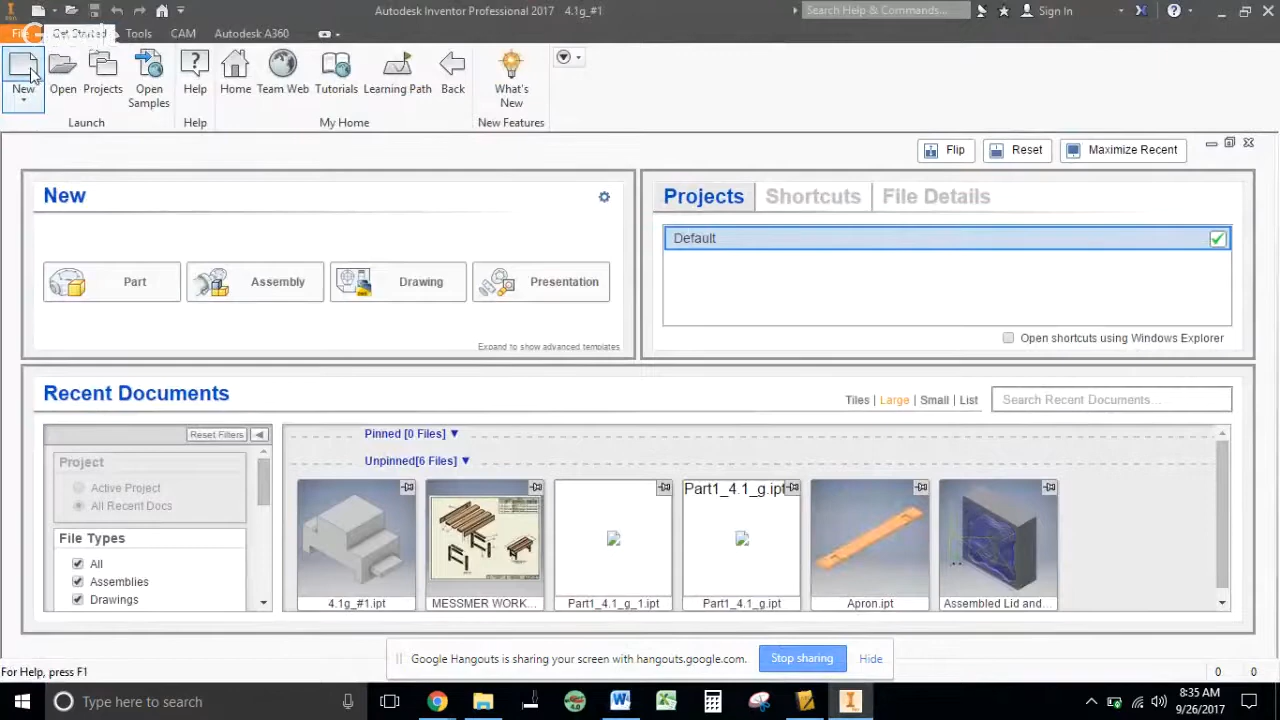 Autodesk Inventor Professional 2017 4.1g_#1
Search Help & Commands...
Sign In
File
Tools
CAM
Autodesk A360
New
Open
Projects
Open Samples
Help
Home
Team Web
Tutorials
Learning Path
Back
What's New
Launch
Help
My Home
New Features
Flip
Reset
Maximize Recent
New
Part
Assembly
Drawing
Presentation
Expand to show advanced templates
Projects
Shortcuts
File Details
Default
Open shortcuts using Windows Explorer
Recent Documents
Tiles | Large | Small | List
Search Recent Documents...
Reset Filters
Project
Active Project
All Recent Docs
File Types
All
Assemblies
Drawings
Pinned [0 Files]
Unpinned[6 Files]
Part1_4.1_g.ipt
4.1g_#1.ipt
MESSMER WORK...
Part1_4.1_g_1.ipt
Part1_4.1_g.ipt
Apron.ipt
Assembled Lid and...
Google Hangouts is sharing your screen with hangouts.google.com.
Stop sharing
Hide
For Help, press F1
0 0
Type here to search
8:35 AM
9/26/2017